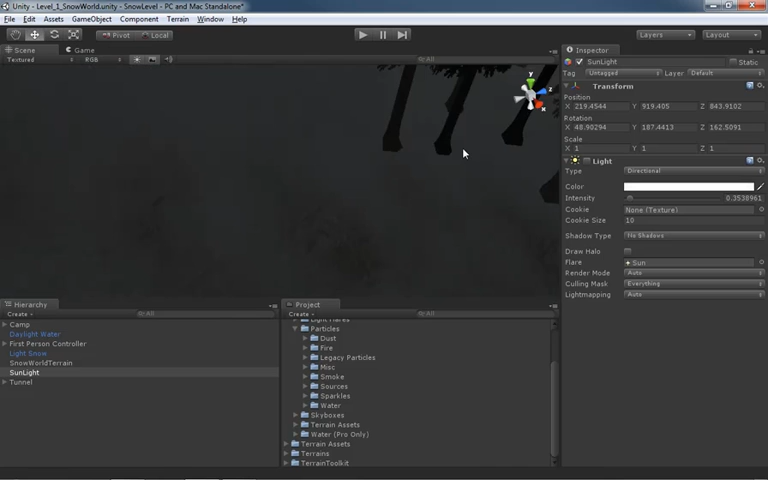 Unity - Level_1_SnowWorld.unity - SnowLevel - PC and Mac Standalone*
File Edit Assets GameObject Component Terrain Window Help
Pivot Local Layers Layout
Scene Game
Textured RGB All
y z x
Inspector
SunLight Static
Tag Untagged Layer Default
Transform
Position
X 219.4544 Y 919.405 Z 843.9102
Rotation
X 48.90294 Y 187.4413 Z 162.5091
Scale
X 1 Y 1 Z 1
Light
Type Directional
Color
Intensity 0.3538961
Cookie None (Texture)
Cookie Size 10
Shadow Type No Shadows
Draw Halo
Flare Sun
Render Mode Auto
Culling Mask Everything
Lightmapping Auto
Hierarchy
Create All
Camp
Daylight Water
First Person Controller
Light Snow
SnowWorldTerrain
SunLight
Tunnel
Project
Create All
Light Flares
Particles
Dust
Fire
Legacy Particles
Misc
Smoke
Sources
Sparkles
Water
Skyboxes
Terrain Assets
Water (Pro Only)
Terrain Assets
Terrains
TerrainToolkit